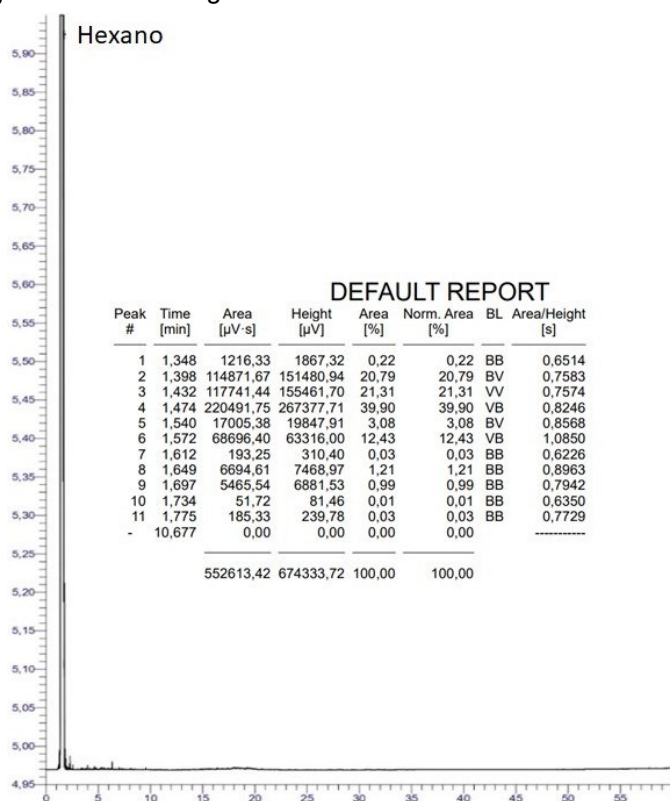 Hexano
5,90
5,85
5,80
5,75
5,70
5,65
5,60
5,55
5,50
5,45
5,40
5,35
5,30
5,25
5,20
5,15
5,10
5,05
5,00
4,95
DEFAULT REPORT
Peak Time Area Height Area Norm. Area BL Area/Height
# [min] [µV·s] [µV] [%] [%] [s]
1 1,348 1216,33 1867,32 0,22 0,22 BB 0,6514
2 1,398 114871,67 151480,94 20,79 20,79 BV 0,7583
3 1,432 117741,44 155461,70 21,31 21,31 VV 0,7574
4 1,474 220491,75 267377,71 39,90 39,90 VB 0,8246
5 1,540 17005,38 19847,91 3,08 3,08 BV 0,8568
6 1,572 68696,40 63316,00 12,43 12,43 VB 1,0850
7 1,612 193,25 310,40 0,03 0,03 BB 0,6226
8 1,649 6694,61 7468,97 1,21 1,21 BB 0,8963
9 1,697 5465,54 6881,53 0,99 0,99 BB 0,7942
10 1,734 51,72 81,46 0,01 0,01 BB 0,6350
11 1,775 185,33 239,78 0,03 0,03 BB 0,7729
- 10,677 0,00 0,00 0,00 0,00 -----------
552613,42 674333,72 100,00 100,00
0 5 10 15 20 25 30 35 40 45 50 55